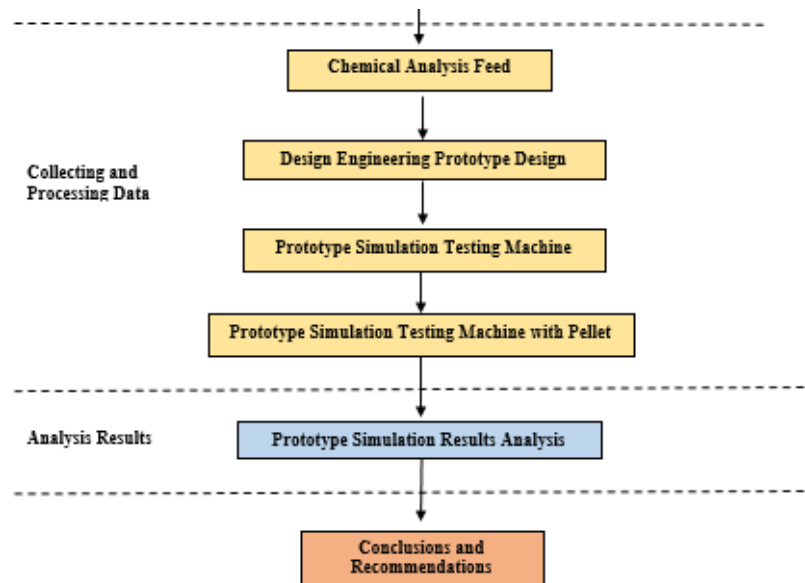 Chemical Analysis Feed
Design Engineering Prototype Design
Collecting and
Processing Data
Prototype Simulation Testing Machine
Prototype Simulation Testing Machine with Pellet
Analysis Results
Prototype Simulation Results Analysis
Conclusions and
Recommendations